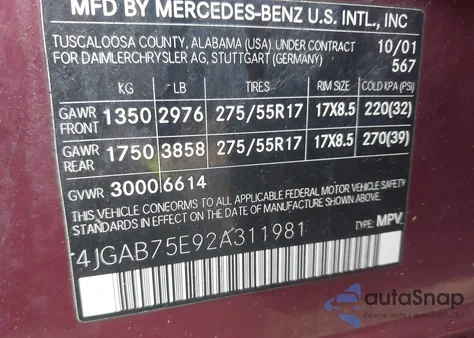 MFD BY MERCEDES-BENZ U.S. INTL., INC
TUSCALOOSA COUNTY, ALABAMA (USA), UNDER CONTRACT 10/01
FOR DAIMLERCHRYSLER AG, STUTTGART (GERMANY) 567
KG LB TIRES RIM SIZE COLD KPA (PSI)
GAWR FRONT 1350 2976 275/55R17 17X8.5 220(32)
GAWR REAR 1750 3858 275/55R17 17X8.5 270(39)
GVWR 3000 6614
THIS VEHICLE CONFORMS TO ALL APPLICABLE FEDERAL MOTOR VEHICLE SAFETY
STANDARDS IN EFFECT ON THE DATE OF MANUFACTURE SHOWN ABOVE. TYPE: MPV
4JGAB75E92A311981
autoSnap